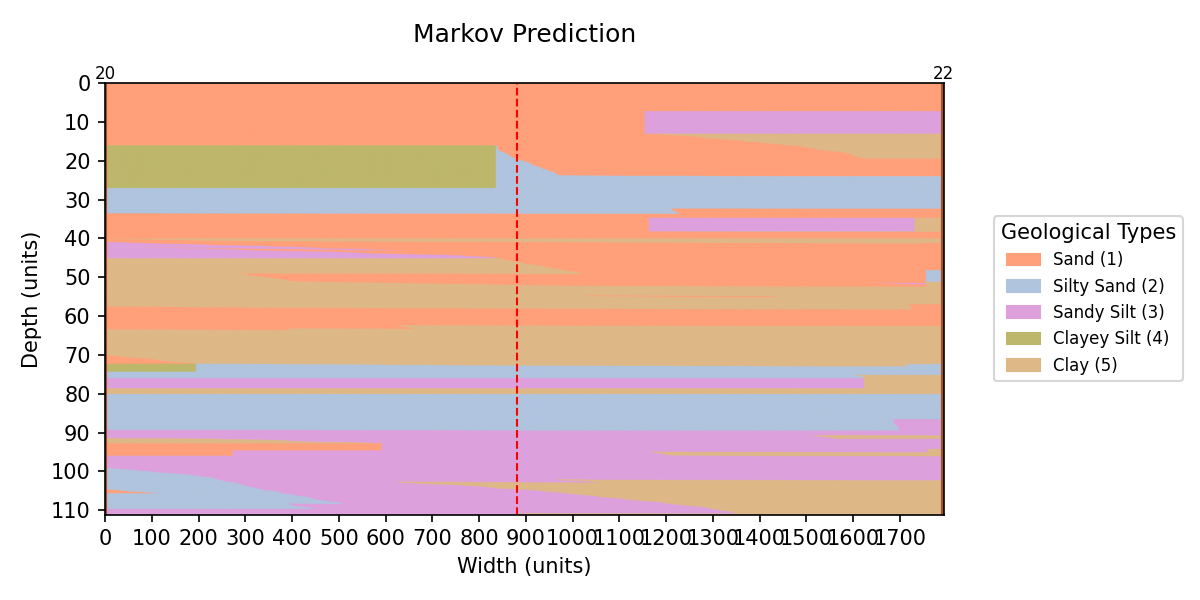 Markov Prediction
20
22
0
10
20
30
40
50
60
70
80
90
100
110
Depth (units)
0 100 200 300 400 500 600 700 800 900 1000 1100 1200 1300 1400 1500 1600 1700
Width (units)
Geological Types
Sand (1)
Silty Sand (2)
Sandy Silt (3)
Clayey Silt (4)
Clay (5)